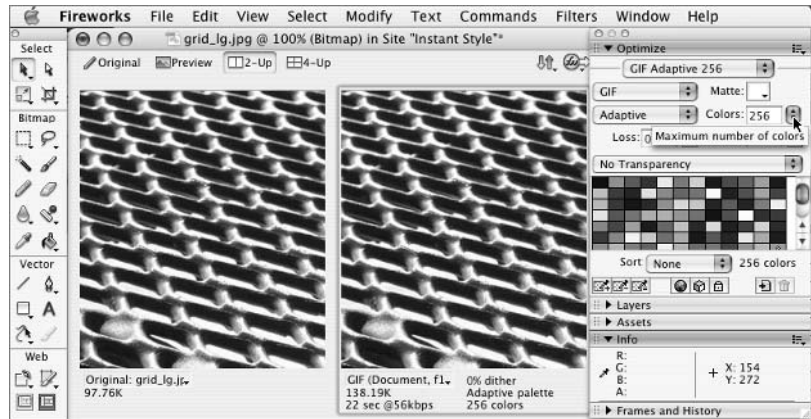 Fireworks File Edit View Select Modify Text Commands Filters Window Help
grid_lg.jpg @ 100% (Bitmap) in Site "Instant Style"*
Original Preview 2-Up 4-Up
Select
Bitmap
Vector
Web
Original: grid_lg.jp
97.76K
GIF (Document, f1
138.19K
22 sec @56kbps
0% dither
Adaptive palette
256 colors
Optimize
GIF Adaptive 256
GIF Matte:
Adaptive Colors: 256
Loss: 0 Maximum number of colors
No Transparency
Sort None 256 colors
Layers
Assets
Info
R:
G:
B:
A:
X: 154
Y: 272
Frames and History